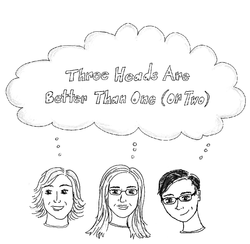 Three Heads Are
Better Than One (Or Two)